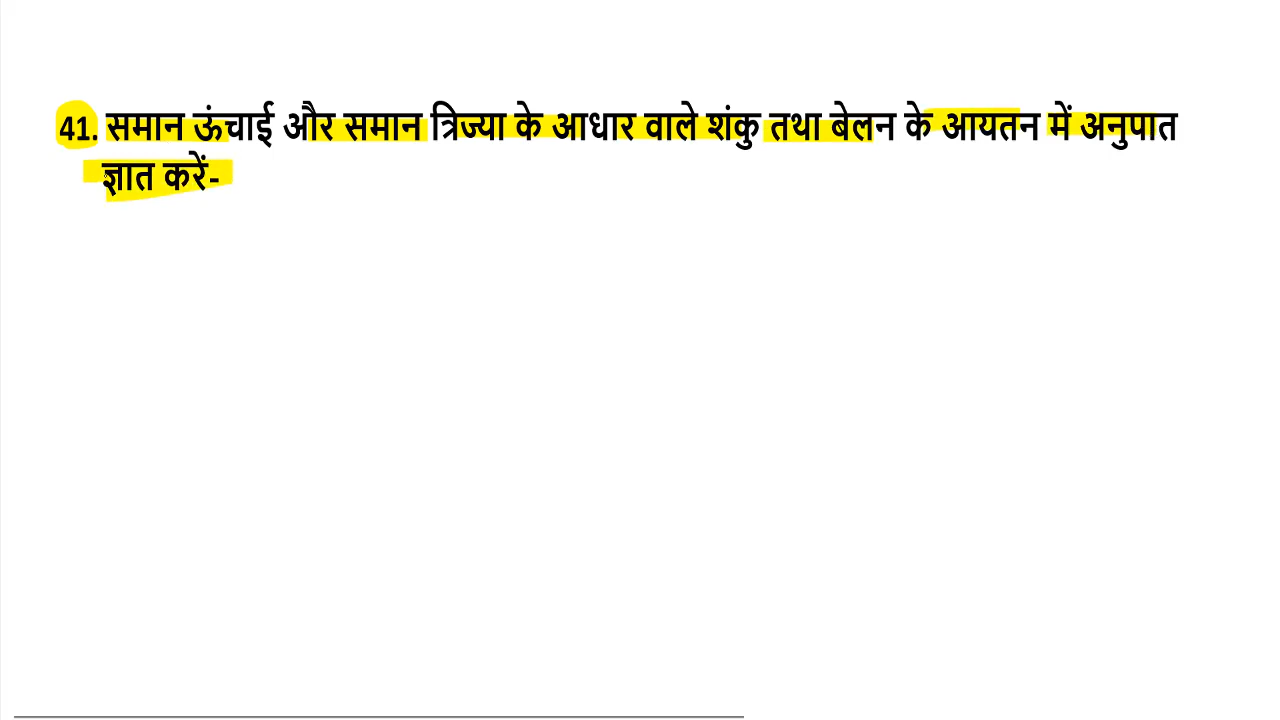 41. समान ऊंचाई और समान त्रिज्या के आधार वाले शंकु तथा बेलन के आयतन में अनुपात
ज्ञात करें-